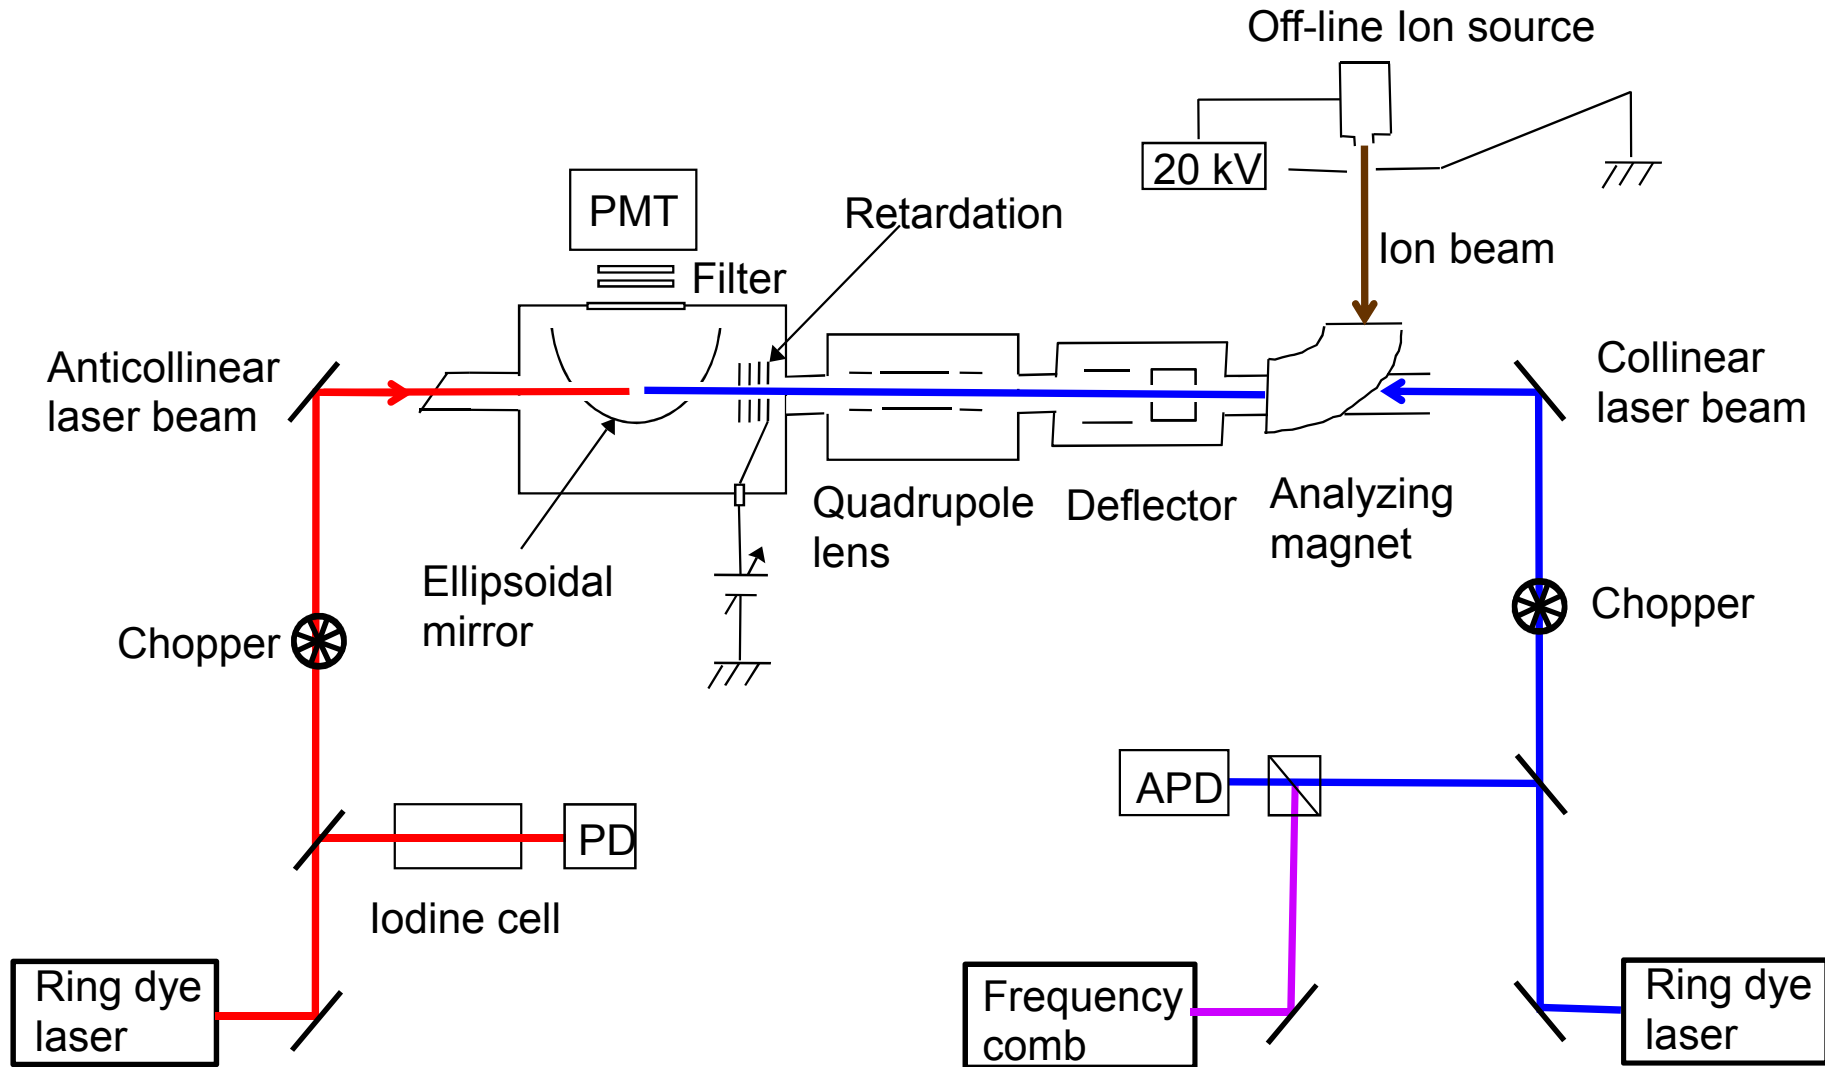 Off-line Ion source
20 kV
PMT
Retardation
Ion beam
Filter
Anticollinear
laser beam
Collinear
laser beam
Quadrupole
lens
Deflector
Analyzing
magnet
Ellipsoidal
mirror
Chopper
Chopper
APD
PD
Iodine cell
Ring dye
laser
Frequency
comb
Ring dye
laser